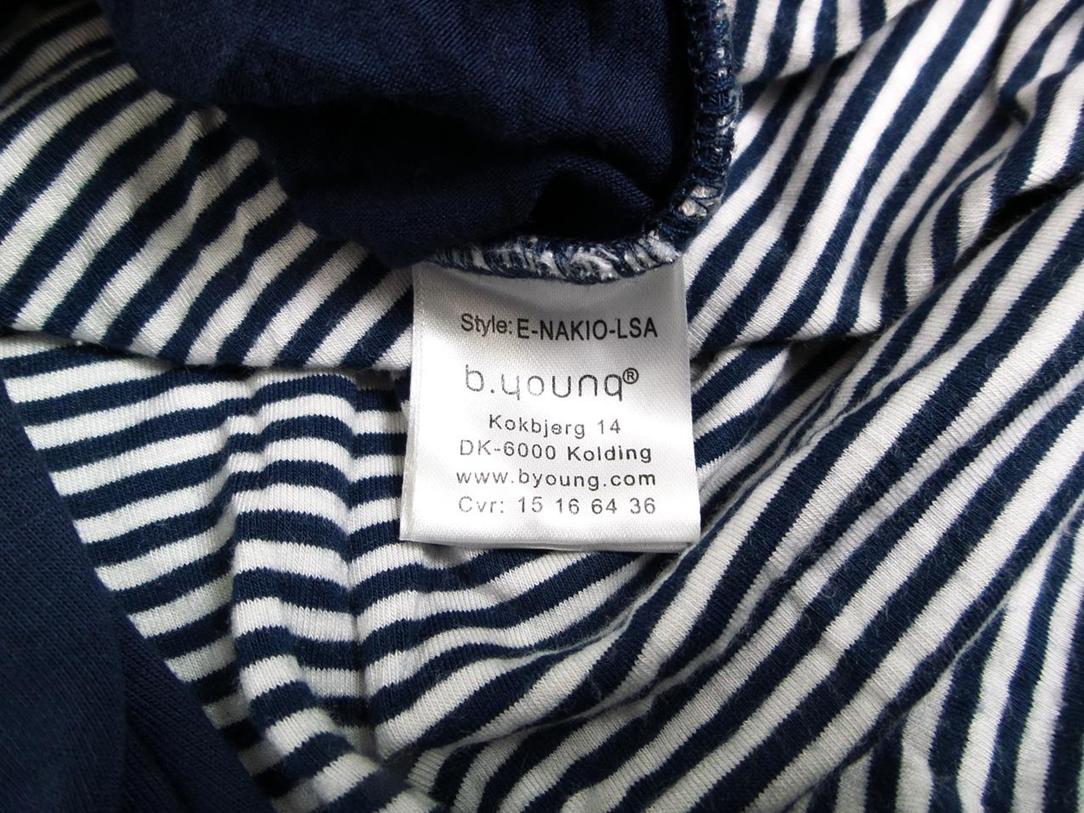 Style: E-NAKIO-LSA
b.young®
Kokbjerg 14
DK-6000 Kolding
www.byoung.com
Cvr: 15 16 64 36